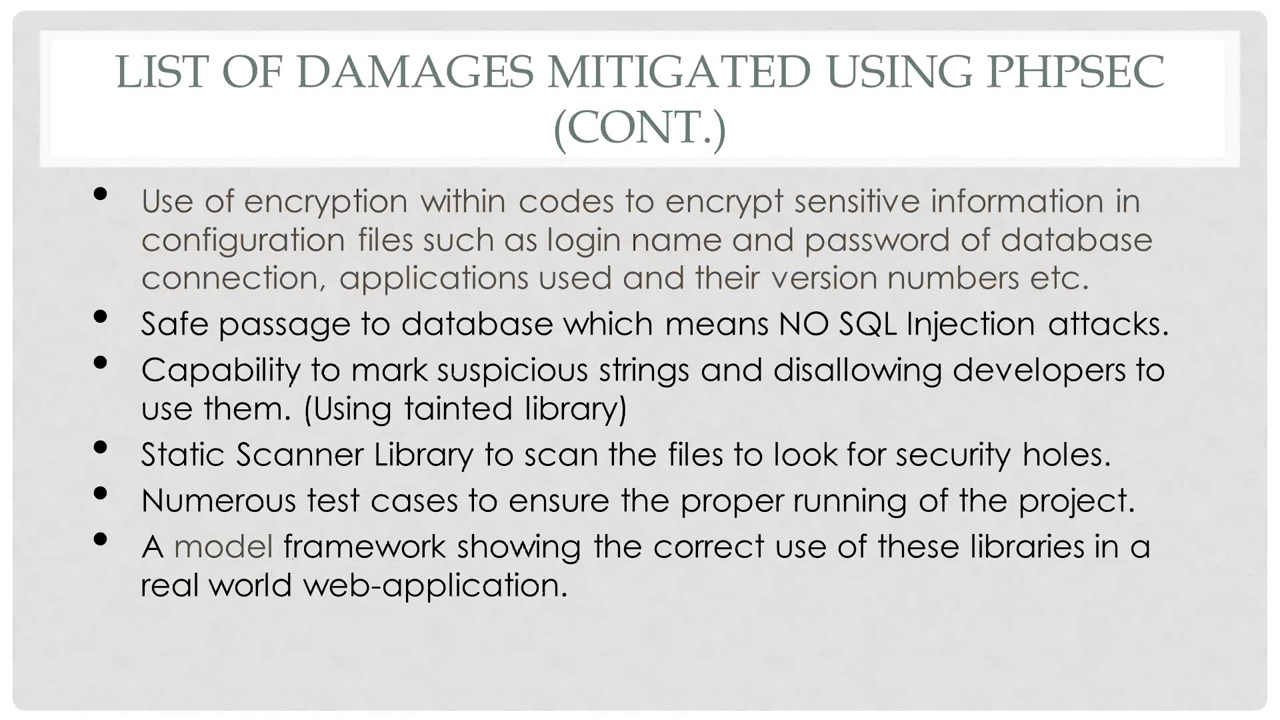 LIST OF DAMAGES MITIGATED USING PHPSEC
(CONT.)
• Use of encryption within codes to encrypt sensitive information in
configuration files such as login name and password of database
connection, applications used and their version numbers etc.
• Safe passage to database which means NO SQL Injection attacks.
• Capability to mark suspicious strings and disallowing developers to
use them. (Using tainted library)
• Static Scanner Library to scan the files to look for security holes.
• Numerous test cases to ensure the proper running of the project.
• A model framework showing the correct use of these libraries in a
real world web-application.